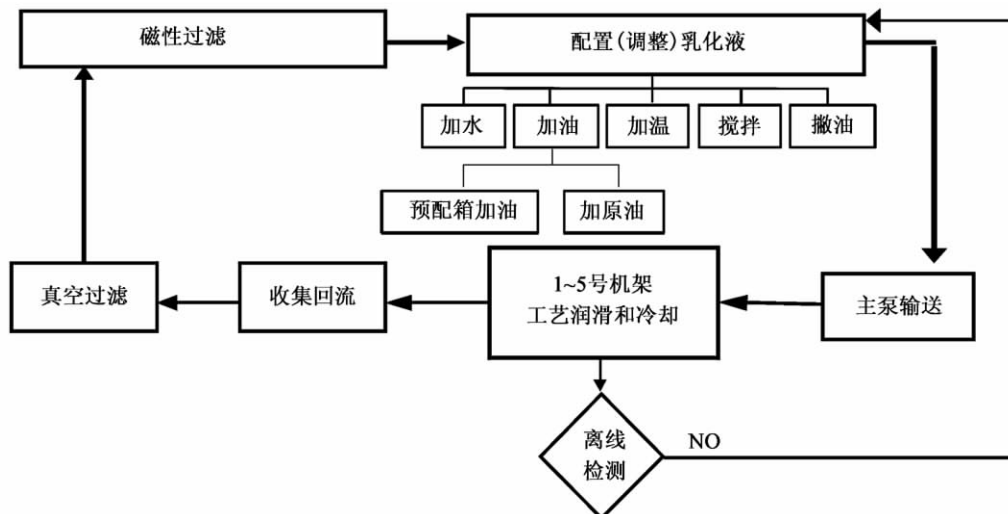 磁性过滤
配置(调整)乳化液
加水
加油
加温
搅拌
撇油
预配箱加油
加原油
真空过滤
收集回流
1~5号机架
工艺润滑和冷却
主泵输送
离线
检测
NO